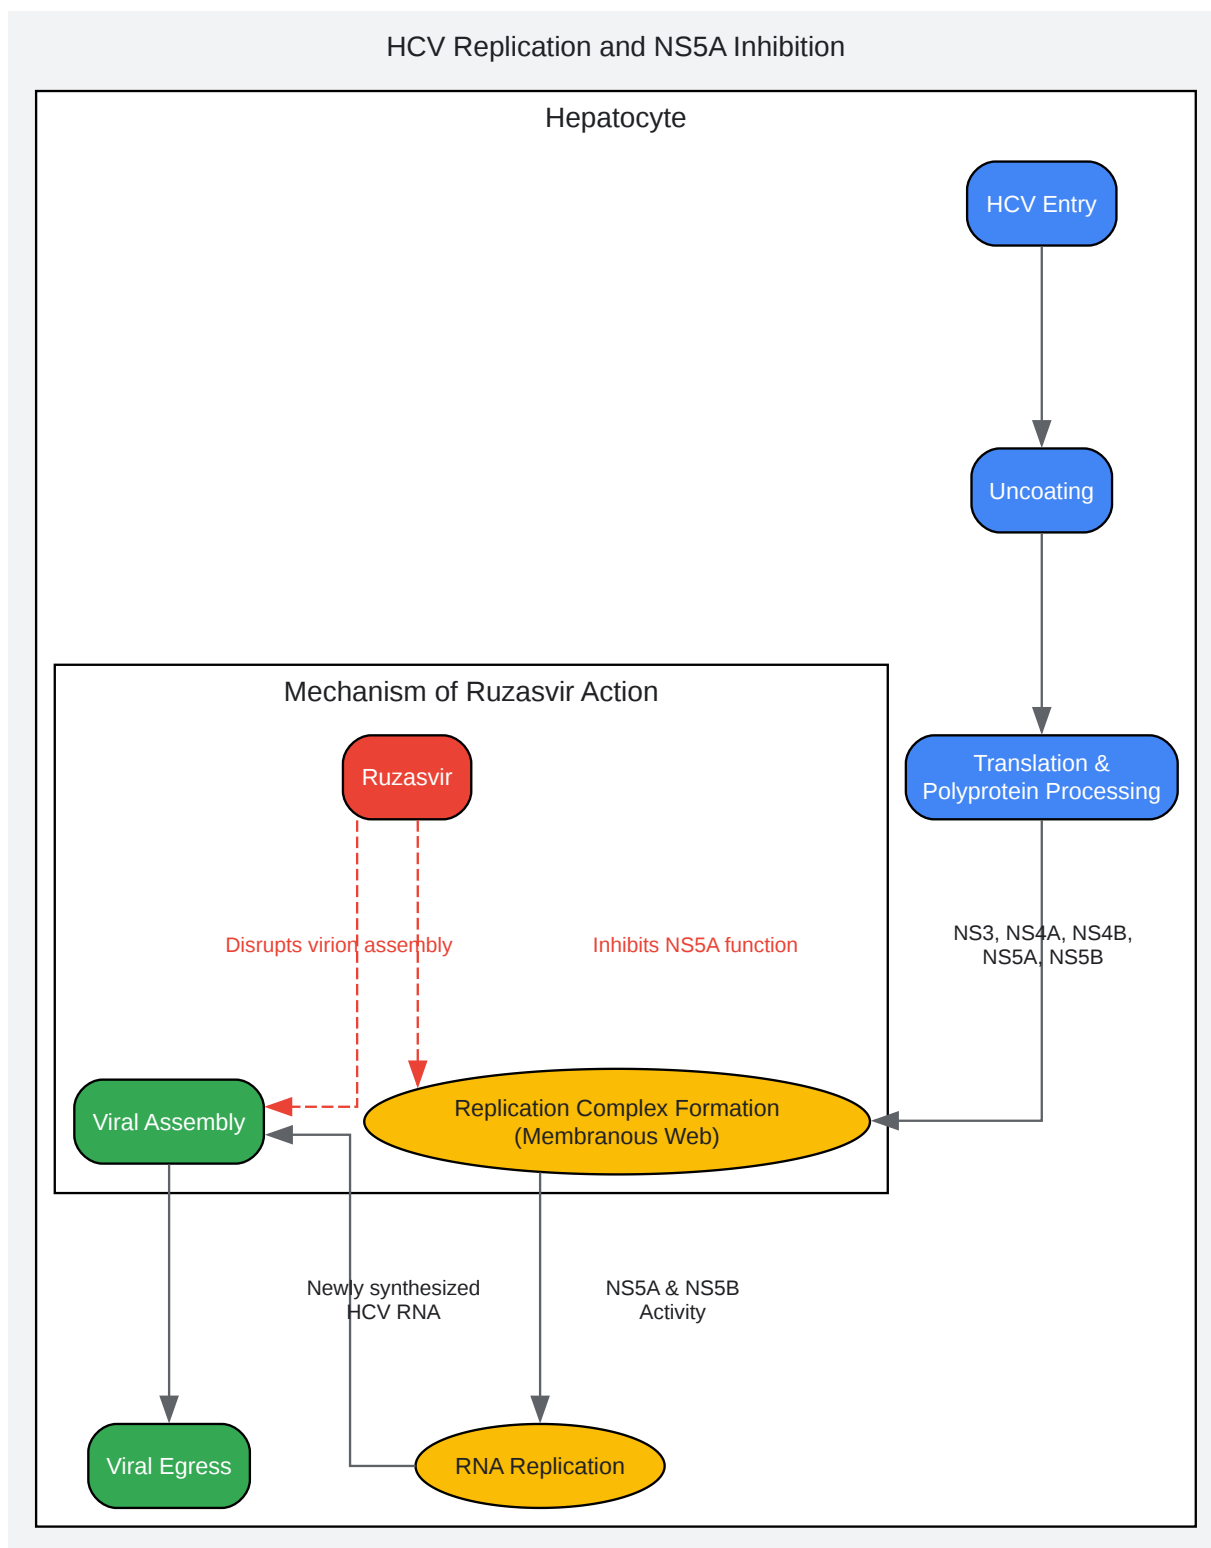 HCV Replication and NS5A Inhibition
Hepatocyte
HCV Entry
Uncoating
Mechanism of Ruzasvir Action
Ruzasvir
Translation &
Polyprotein Processing
Disrupts virion assembly
Inhibits NS5A function
NS3, NS4A, NS4B,
NS5A, NS5B
Viral Assembly
Replication Complex Formation
(Membranous Web)
Newly synthesized
HCV RNA
NS5A & NS5B
Activity
Viral Egress
RNA Replication